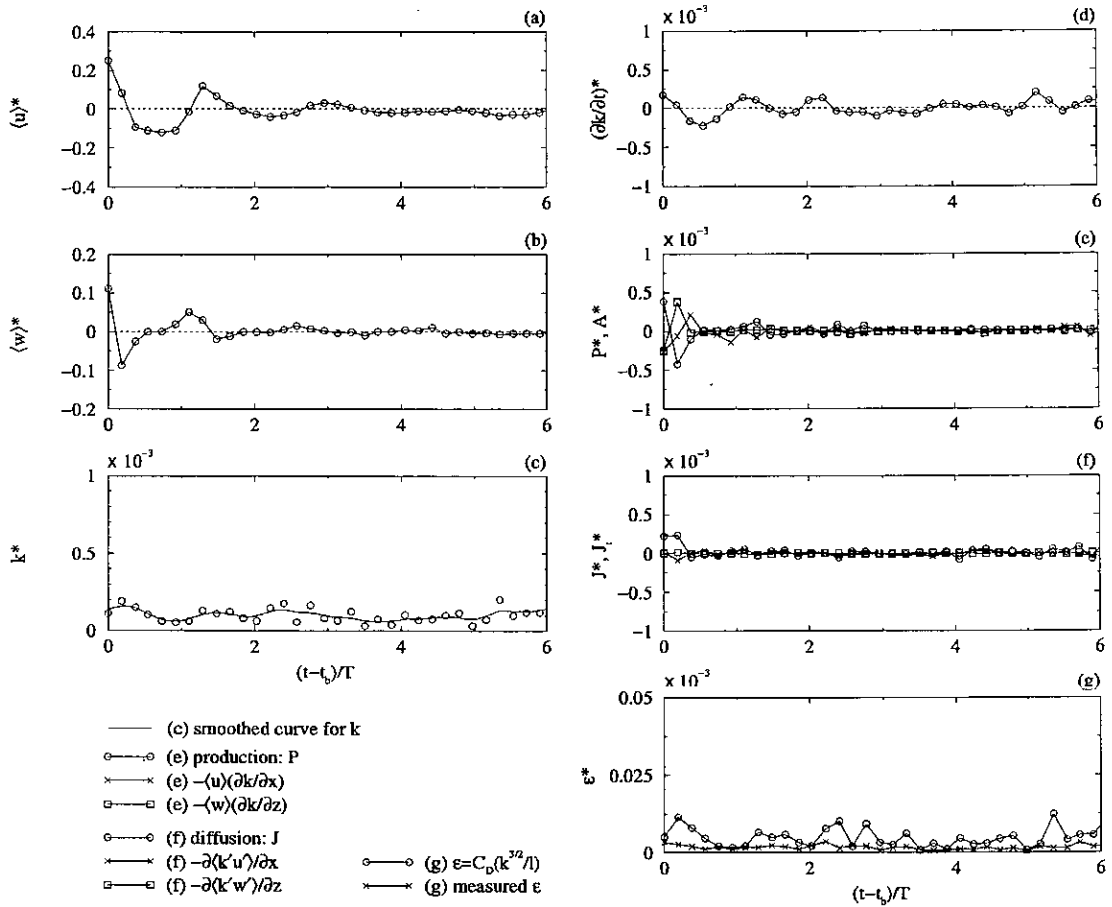 (a)
0.4
0.2
0
−0.2
−0.4
0
2
4
6
⟨u⟩*
(b)
0.2
0.1
0
−0.1
−0.2
0
2
4
6
⟨w⟩*
x 10⁻³
(c)
1
0.5
0
0
2
4
6
k*
(t−t_b)/T
x 10⁻³
(d)
1
0.5
0
−0.5
−1
0
2
4
6
(∂k/∂t)*
x 10⁻³
(e)
1
0.5
0
−0.5
−1
0
2
4
6
P*, A*
x 10⁻³
(f)
1
0.5
0
−0.5
−1
0
2
4
6
J*, J_t*
x 10⁻³
(g)
0.05
0.025
0
0
2
4
6
ε*
(t−t_b)/T
(c) smoothed curve for k
(e) production: P
(e) −⟨u⟩(∂k/∂x)
(e) −⟨w⟩(∂k/∂z)
(f) diffusion: J
(f) −∂⟨k′u′⟩/∂x
(f) −∂⟨k′w′⟩/∂z
(g) ε=C_D(k^{3/2}/l)
(g) measured ε